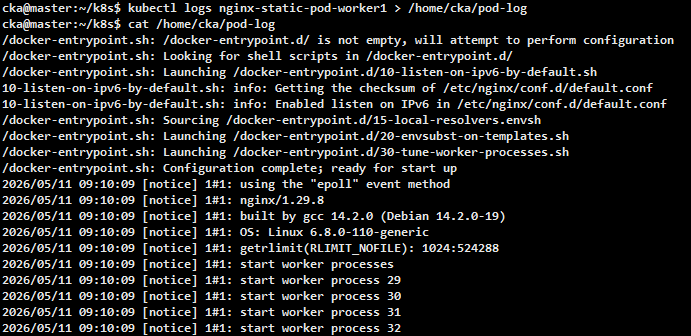 cka@master:~/k8s$ kubectl logs nginx-static-pod-worker1 > /home/cka/pod-log
cka@master:~/k8s$ cat /home/cka/pod-log
/docker-entrypoint.sh: /docker-entrypoint.d/ is not empty, will attempt to perform configuration
/docker-entrypoint.sh: Looking for shell scripts in /docker-entrypoint.d/
/docker-entrypoint.sh: Launching /docker-entrypoint.d/10-listen-on-ipv6-by-default.sh
10-listen-on-ipv6-by-default.sh: info: Getting the checksum of /etc/nginx/conf.d/default.conf
10-listen-on-ipv6-by-default.sh: info: Enabled listen on IPv6 in /etc/nginx/conf.d/default.conf
/docker-entrypoint.sh: Sourcing /docker-entrypoint.d/15-local-resolvers.envsh
/docker-entrypoint.sh: Launching /docker-entrypoint.d/20-envsubst-on-templates.sh
/docker-entrypoint.sh: Launching /docker-entrypoint.d/30-tune-worker-processes.sh
/docker-entrypoint.sh: Configuration complete; ready for start up
2026/05/11 09:10:09 [notice] 1#1: using the "epoll" event method
2026/05/11 09:10:09 [notice] 1#1: nginx/1.29.8
2026/05/11 09:10:09 [notice] 1#1: built by gcc 14.2.0 (Debian 14.2.0-19)
2026/05/11 09:10:09 [notice] 1#1: OS: Linux 6.8.0-110-generic
2026/05/11 09:10:09 [notice] 1#1: getrlimit(RLIMIT_NOFILE): 1024:524288
2026/05/11 09:10:09 [notice] 1#1: start worker processes
2026/05/11 09:10:09 [notice] 1#1: start worker process 29
2026/05/11 09:10:09 [notice] 1#1: start worker process 30
2026/05/11 09:10:09 [notice] 1#1: start worker process 31
2026/05/11 09:10:09 [notice] 1#1: start worker process 32